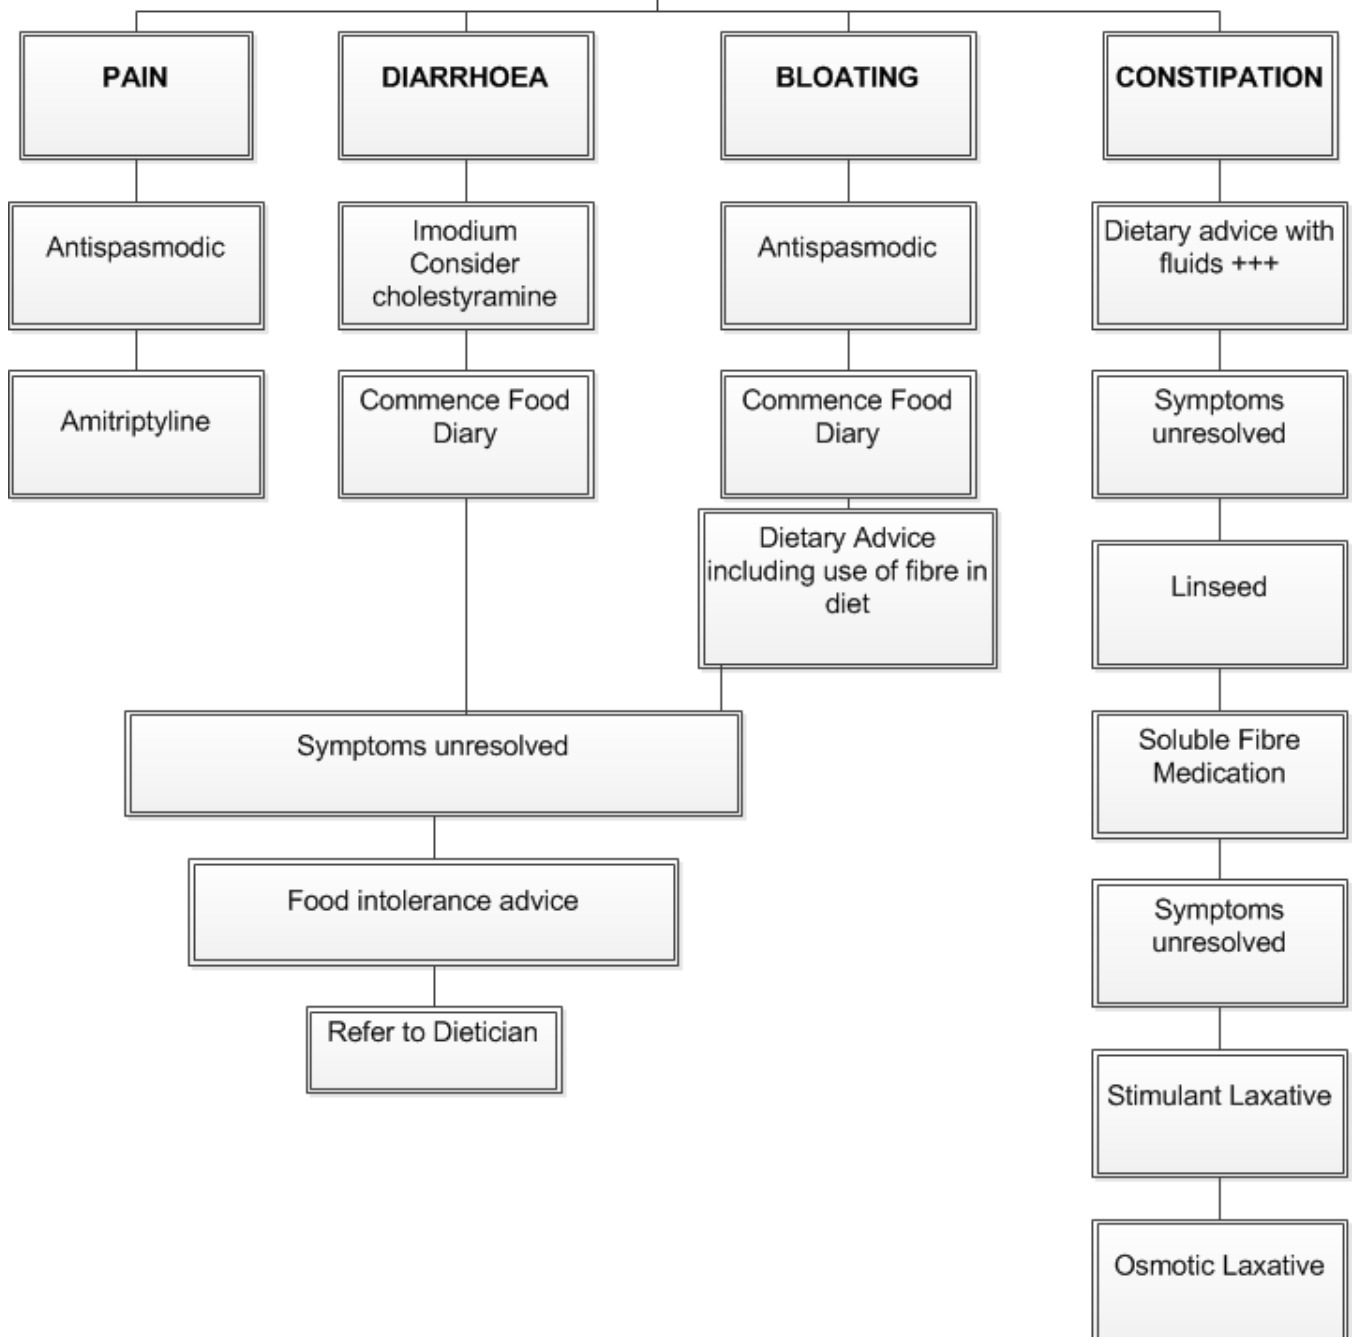 PAIN
DIARRHOEA
BLOATING
CONSTIPATION
Antispasmodic
Imodium
Consider
cholestyramine
Antispasmodic
Dietary advice with
fluids +++
Amitriptyline
Commence Food
Diary
Commence Food
Diary
Symptoms
unresolved
Dietary Advice
including use of fibre in
diet
Linseed
Symptoms unresolved
Soluble Fibre
Medication
Food intolerance advice
Symptoms
unresolved
Refer to Dietician
Stimulant Laxative
Osmotic Laxative